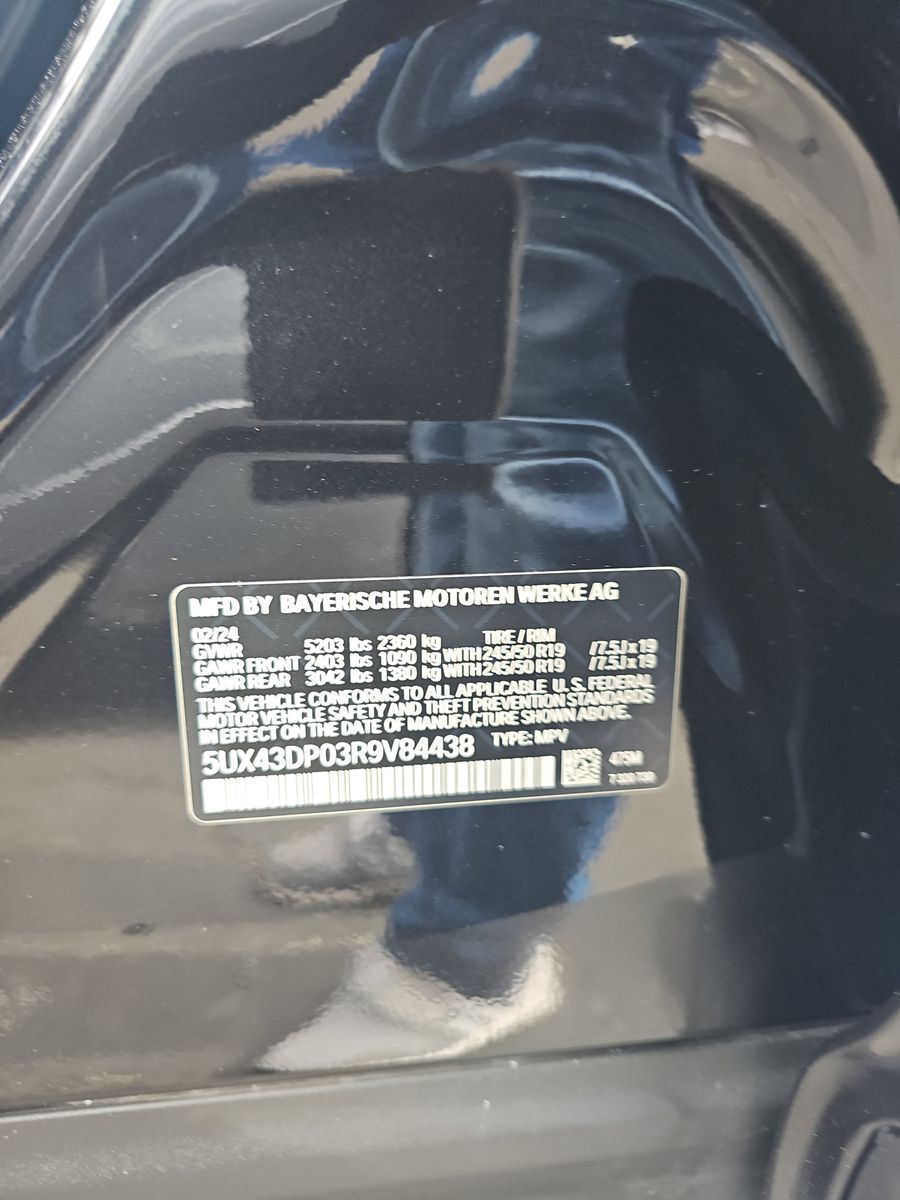 MFD BY BAYERISCHE MOTOREN WERKE AG
02/24 TIRE / RIM
GVWR 5203 lbs 2360 kg
GAWR FRONT 2403 lbs 1090 kg WITH 245/50 R19 / 7.5J x 19
GAWR REAR 3042 lbs 1380 kg WITH 245/50 R19 / 7.5J x 19
THIS VEHICLE CONFORMS TO ALL APPLICABLE U. S. FEDERAL
MOTOR VEHICLE SAFETY AND THEFT PREVENTION STANDARDS
IN EFFECT ON THE DATE OF MANUFACTURE SHOWN ABOVE.
5UX43DP03R9V84438 TYPE: MPV
475M